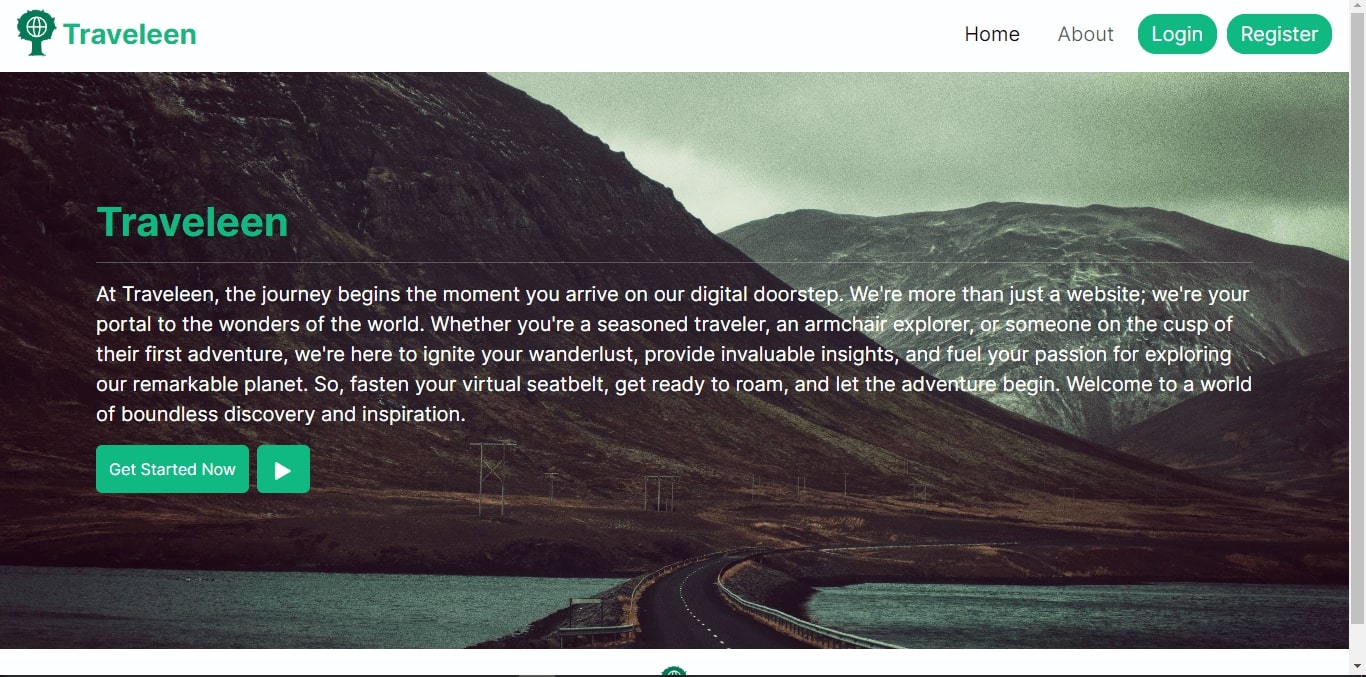 Traveleen
Home
About
Login
Register
Traveleen
At Traveleen, the journey begins the moment you arrive on our digital doorstep. We're more than just a website; we're your
portal to the wonders of the world. Whether you're a seasoned traveler, an armchair explorer, or someone on the cusp of
their first adventure, we're here to ignite your wanderlust, provide invaluable insights, and fuel your passion for exploring
our remarkable planet. So, fasten your virtual seatbelt, get ready to roam, and let the adventure begin. Welcome to a world
of boundless discovery and inspiration.
Get Started Now